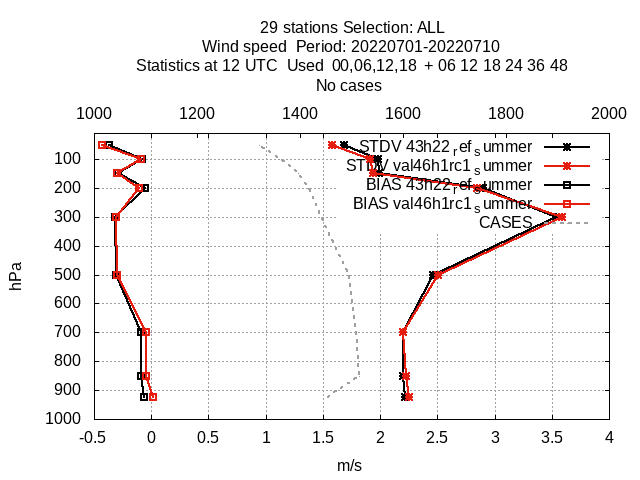 29 stations Selection: ALL
Wind speed  Period: 20220701-20220710
Statistics at 12 UTC  Used  00,06,12,18  + 06 12 18 24 36 48
No cases
1000 1200 1400 1600 1800 2000
STDV 43h22_ref_summer
STDV val46h1rc1_summer
BIAS 43h22_ref_summer
BIAS val46h1rc1_summer
CASES
hPa
100
200
300
400
500
600
700
800
900
1000
-0.5 0 0.5 1 1.5 2 2.5 3 3.5 4
m/s